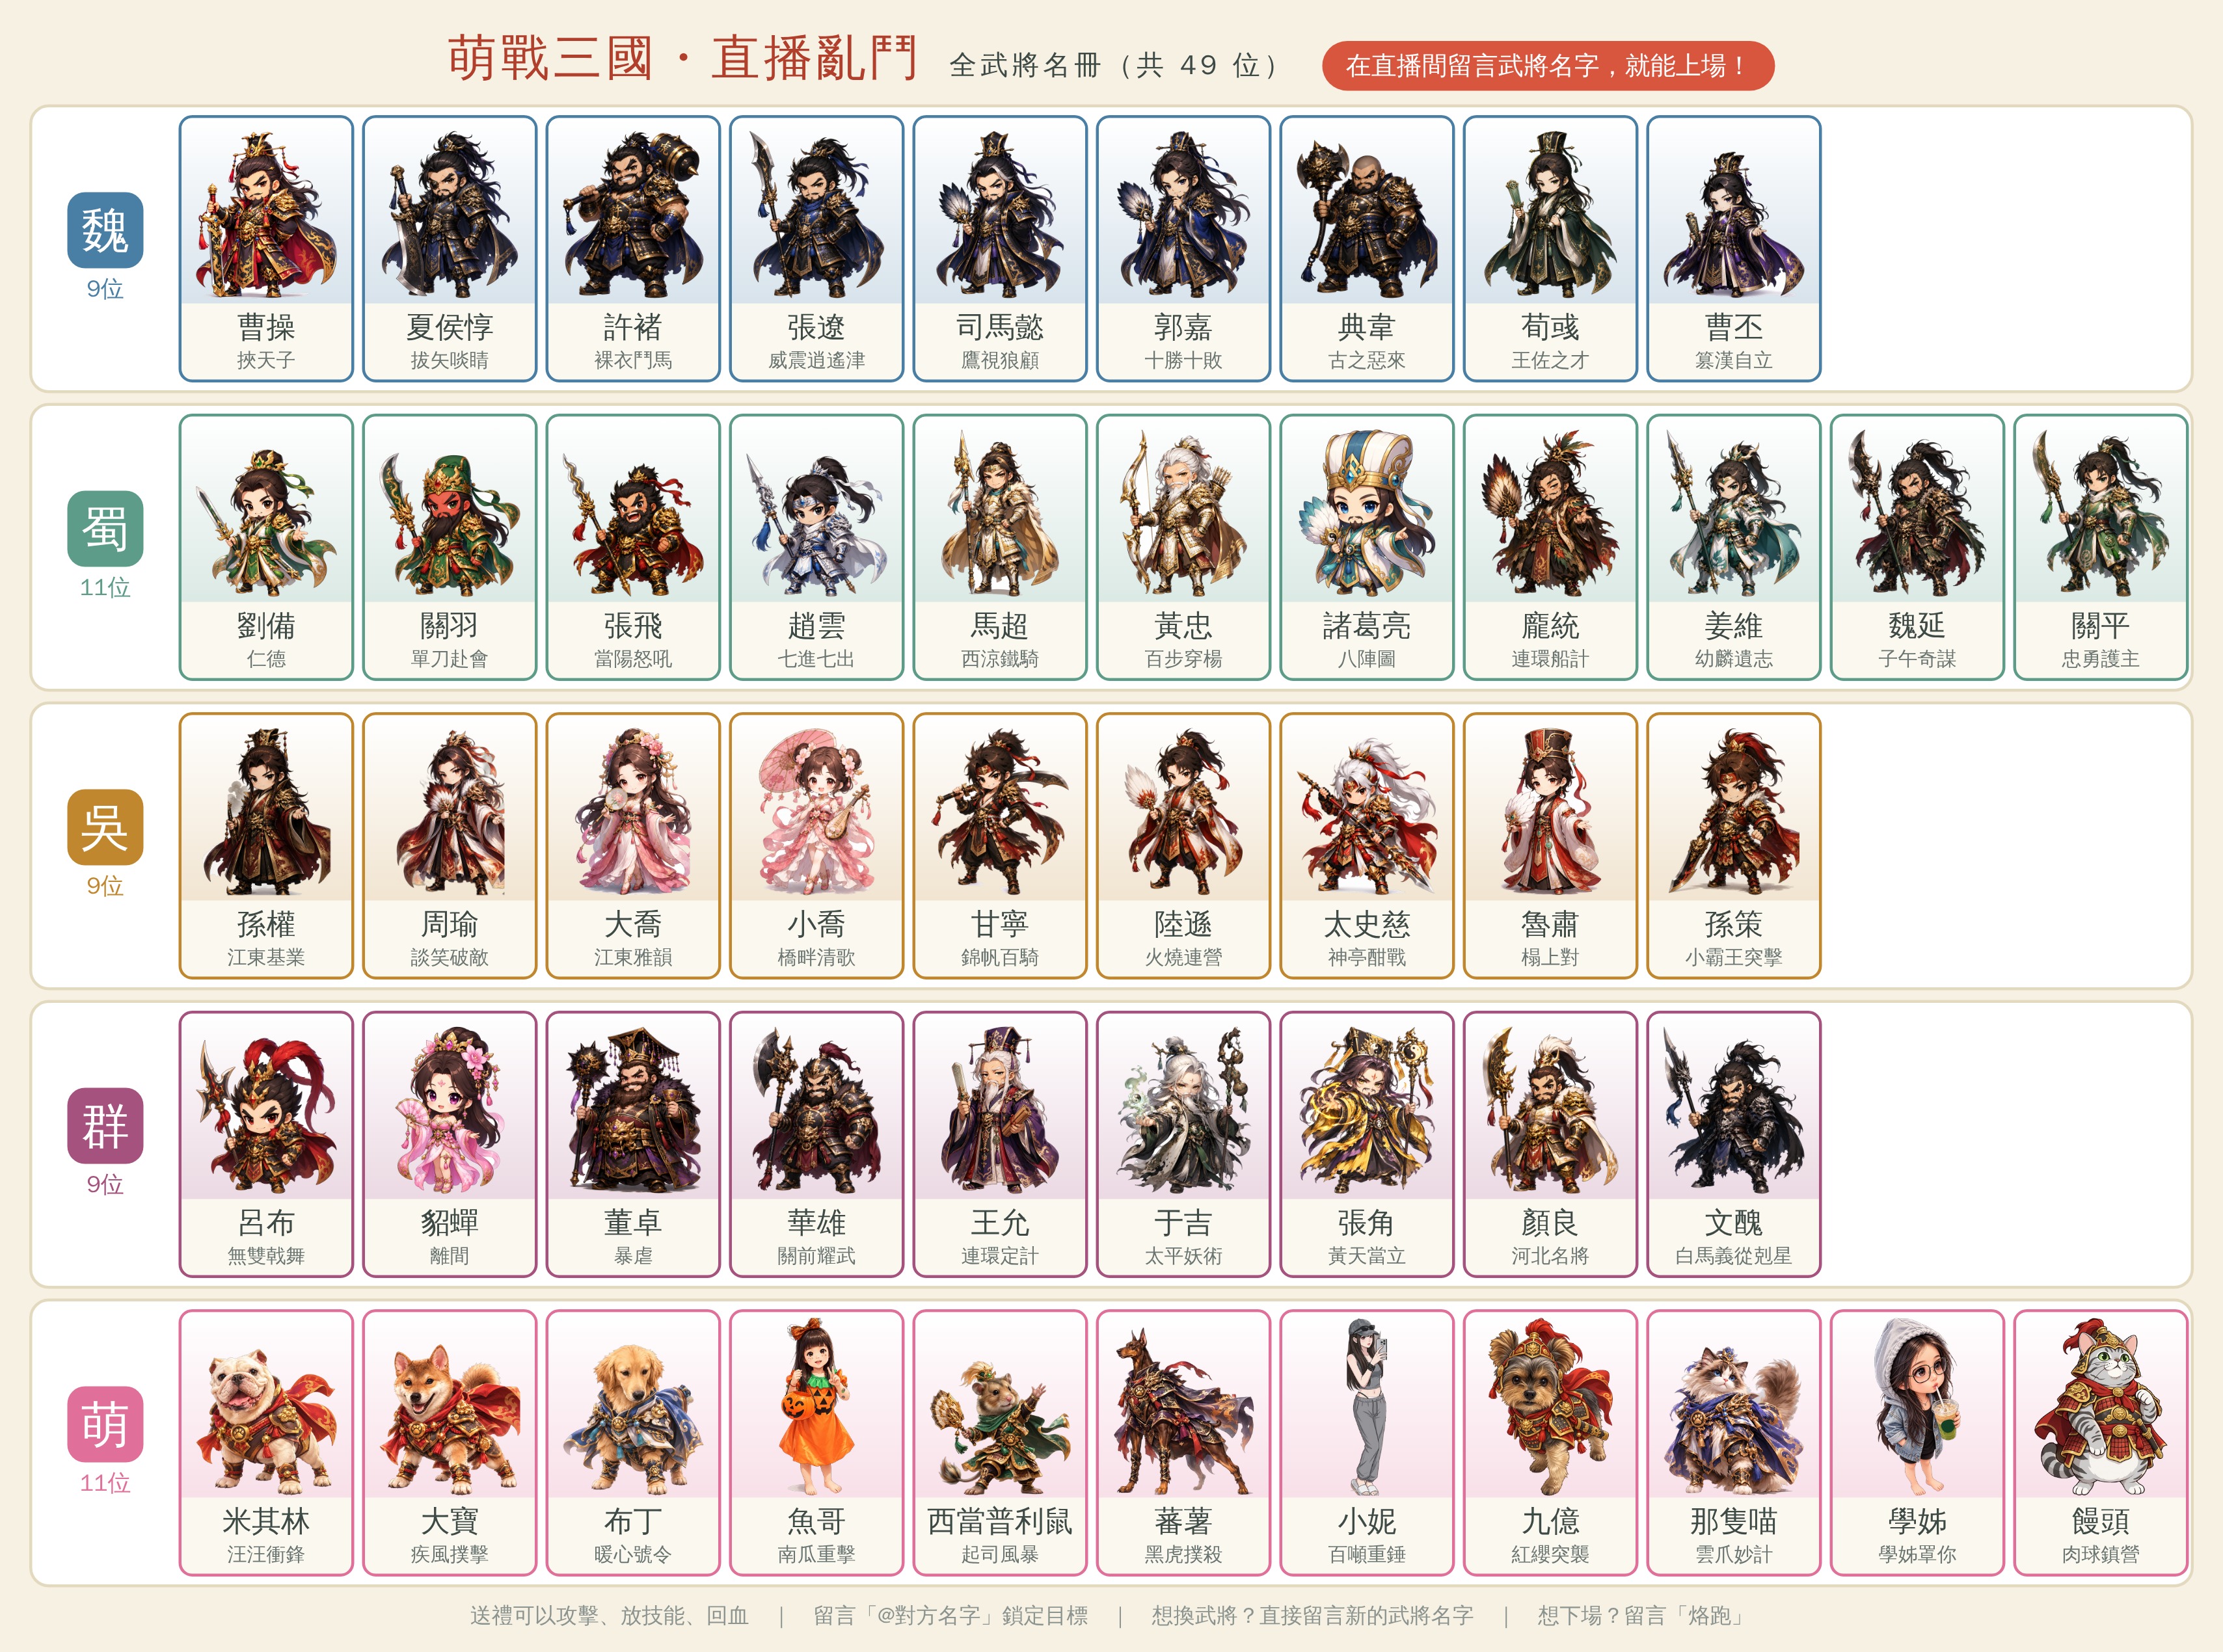 萌戰三國・直播亂鬥 全武將名冊（共 49 位） 在直播間留言武將名字，就能上場！
魏
9位
曹操
挾天子
夏侯惇
拔矢啖睛
許褚
裸衣鬥馬
張遼
威震逍遙津
司馬懿
鷹視狼顧
郭嘉
十勝十敗
典韋
古之惡來
荀彧
王佐之才
曹丕
篡漢自立
蜀
11位
劉備
仁德
關羽
單刀赴會
張飛
當陽怒吼
趙雲
七進七出
馬超
西涼鐵騎
黃忠
百步穿楊
諸葛亮
八陣圖
龐統
連環船計
姜維
幼麟遺志
魏延
子午奇謀
關平
忠勇護主
吳
9位
孫權
江東基業
周瑜
談笑破敵
大喬
江東雅韻
小喬
橋畔清歌
甘寧
錦帆百騎
陸遜
火燒連營
太史慈
神亭酣戰
魯肅
榻上對
孫策
小霸王突擊
群
9位
呂布
無雙戟舞
貂蟬
離間
董卓
暴虐
華雄
關前耀武
王允
連環定計
于吉
太平妖術
張角
黃天當立
顏良
河北名將
文醜
白馬義從剋星
萌
11位
米其林
汪汪衝鋒
大寶
疾風撲擊
布丁
暖心號令
魚哥
南瓜重擊
西當普利鼠
起司風暴
蕃薯
黑虎撲殺
小妮
百噸重錘
九億
紅纓突襲
那隻喵
雲爪妙計
學姊
學姊罩你
饅頭
肉球鎮營
送禮可以攻擊、放技能、回血 ｜ 留言「@對方名字」鎖定目標 ｜ 想換武將？直接留言新的武將名字 ｜ 想下場？留言「烙跑」